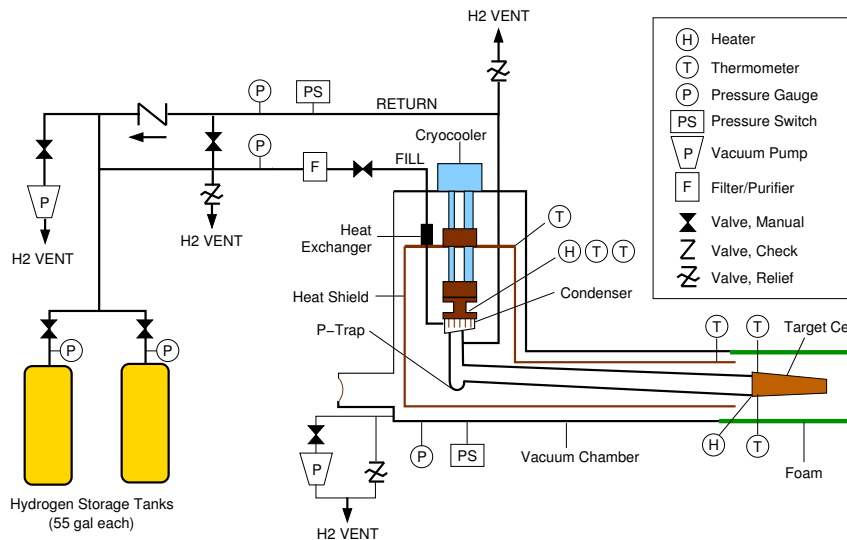 H2 VENT
P
PS
RETURN
H
Heater
T
Thermometer
P
Pressure Gauge
PS
Pressure Switch
P
Vacuum Pump
F
Filter/Purifier
Valve, Manual
Valve, Check
Valve, Relief
Cryocooler
P
F
FILL
P
H2 VENT
H2 VENT
Heat
Exchanger
T
H
T
T
Heat Shield
Condenser
P-Trap
P
P
T
T
Target Ce
P
P
PS
Vacuum Chamber
H
T
Foam
Hydrogen Storage Tanks
(55 gal each)
H2 VENT